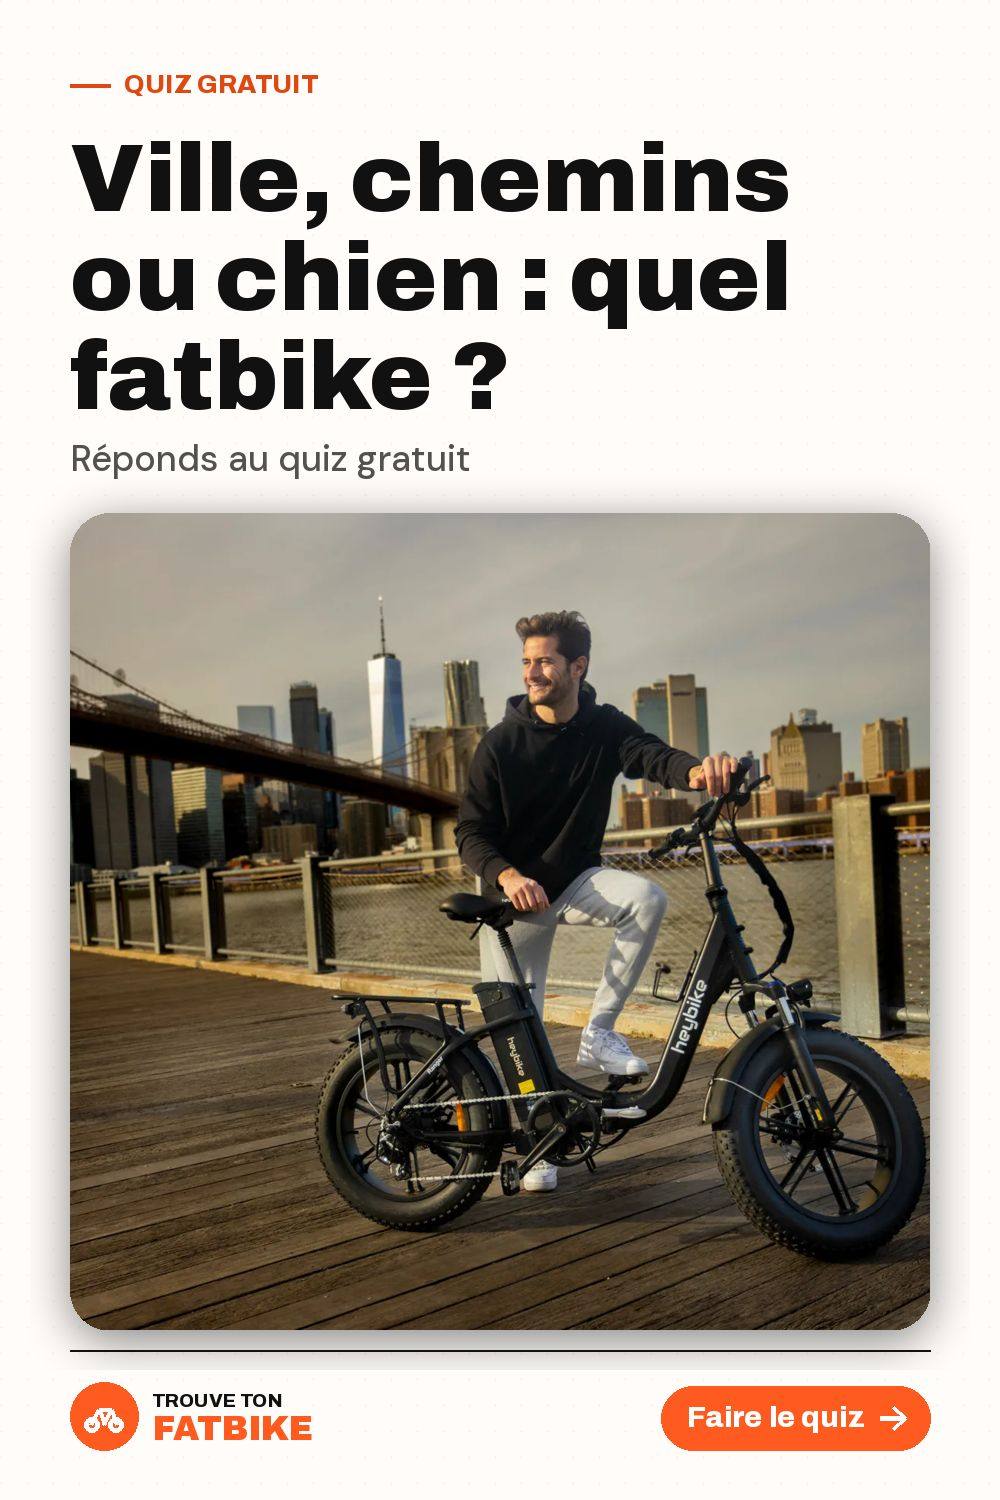 QUIZ GRATUIT
Ville, chemins
ou chien : quel
fatbike ?
Réponds au quiz gratuit
heybike
heybike
Ranger
TROUVE TON
FATBIKE
Faire le quiz →